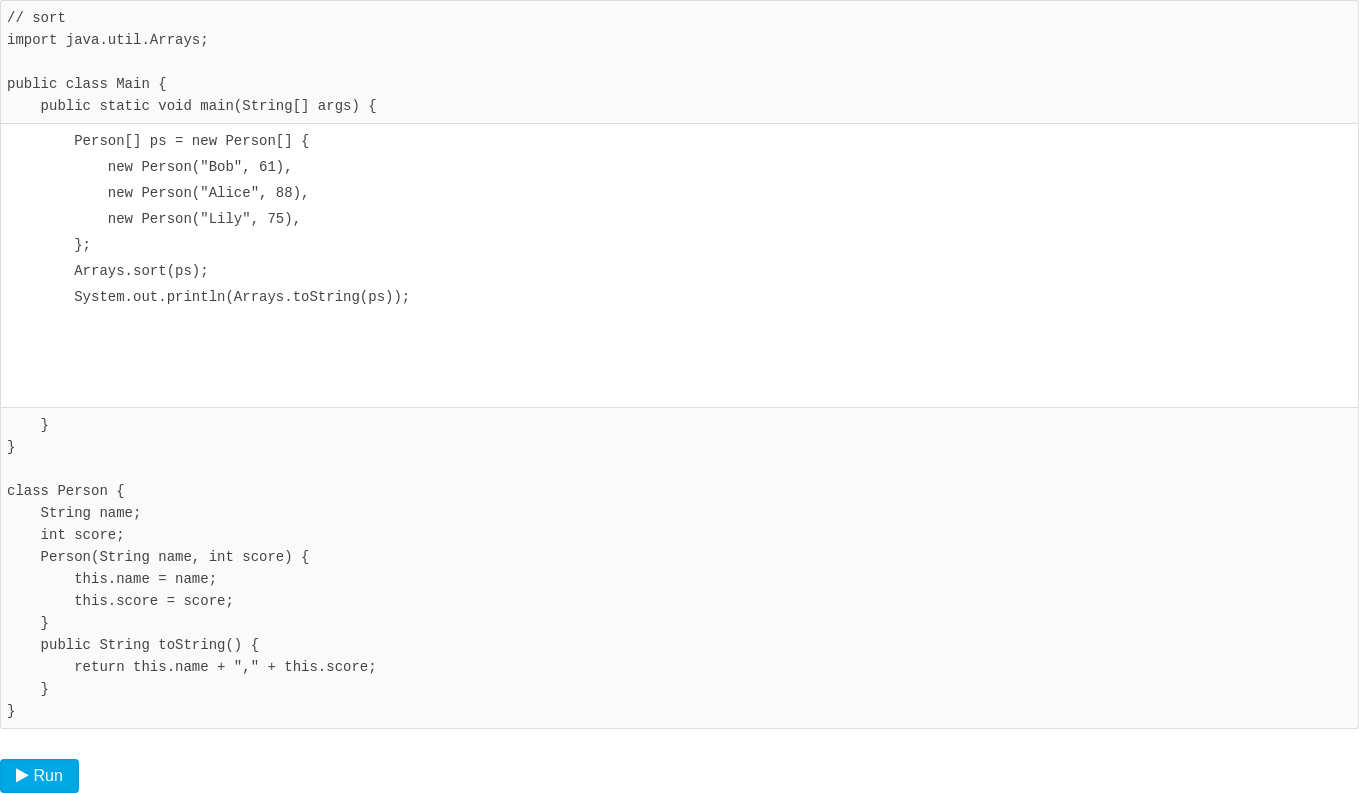 // sort
import java.util.Arrays;

public class Main {
    public static void main(String[] args) {
        Person[] ps = new Person[] {
            new Person("Bob", 61),
            new Person("Alice", 88),
            new Person("Lily", 75),
        };
        Arrays.sort(ps);
        System.out.println(Arrays.toString(ps));
    }
}

class Person {
    String name;
    int score;
    Person(String name, int score) {
        this.name = name;
        this.score = score;
    }
    public String toString() {
        return this.name + "," + this.score;
    }
}
Run